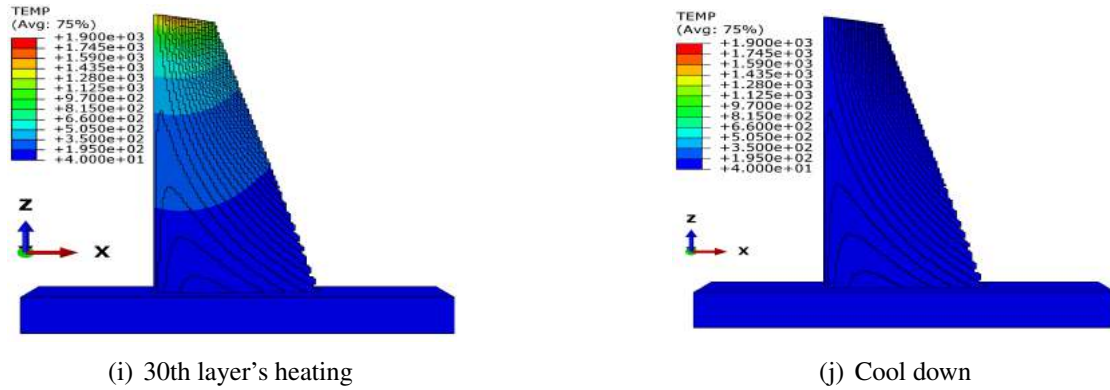 TEMP
(Avg: 75%)
+1.900e+03
+1.745e+03
+1.590e+03
+1.435e+03
+1.280e+03
+1.125e+03
+9.700e+02
+8.150e+02
+6.600e+02
+5.050e+02
+3.500e+02
+1.950e+02
+4.000e+01
Z
X
(i) 30th layer's heating
TEMP
(Avg: 75%)
+1.900e+03
+1.745e+03
+1.590e+03
+1.435e+03
+1.280e+03
+1.125e+03
+9.700e+02
+8.150e+02
+6.600e+02
+5.050e+02
+3.500e+02
+1.950e+02
+4.000e+01
Z
X
(j) Cool down